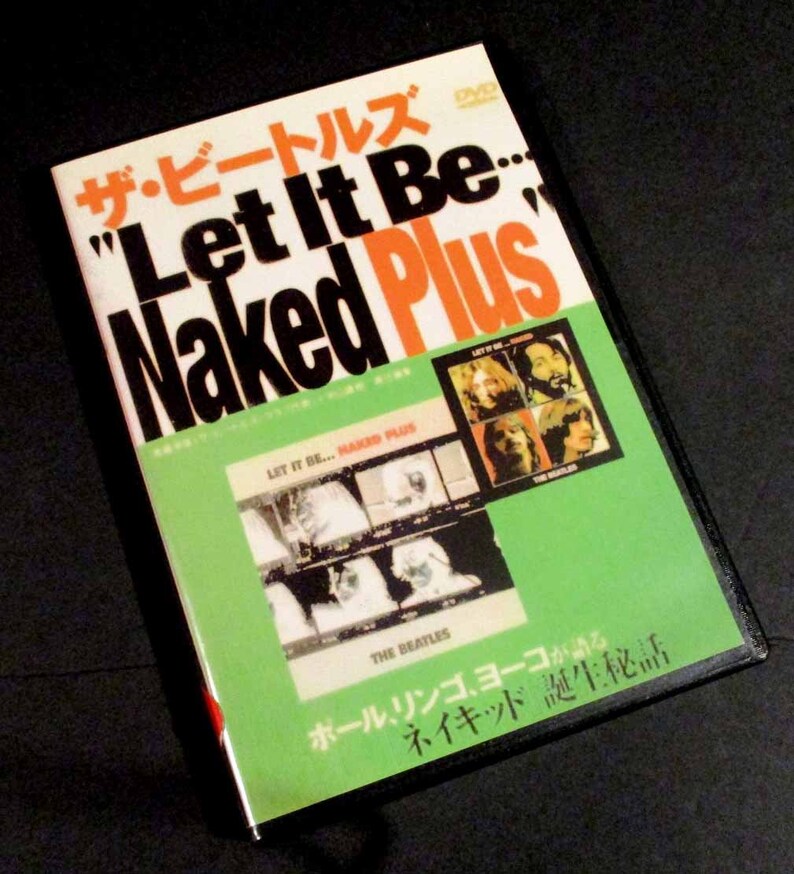 DVD
ザ・ビートルズ
"Let It Be...
Naked Plus"
LET IT BE... NAKED
THE BEATLES
LET IT BE... NAKED PLUS
THE BEATLES
ポール、リンゴ、ヨーコが語る
ネイキッド 誕生秘話